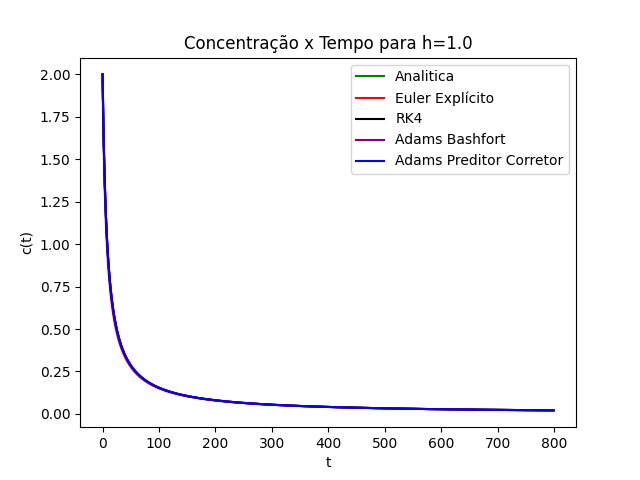 Concentração x Tempo para h=1.0
2.00
1.75
1.50
1.25
1.00
0.75
0.50
0.25
0.00
c(t)
Analitica
Euler Explícito
RK4
Adams Bashfort
Adams Preditor Corretor
0 100 200 300 400 500 600 700 800
t